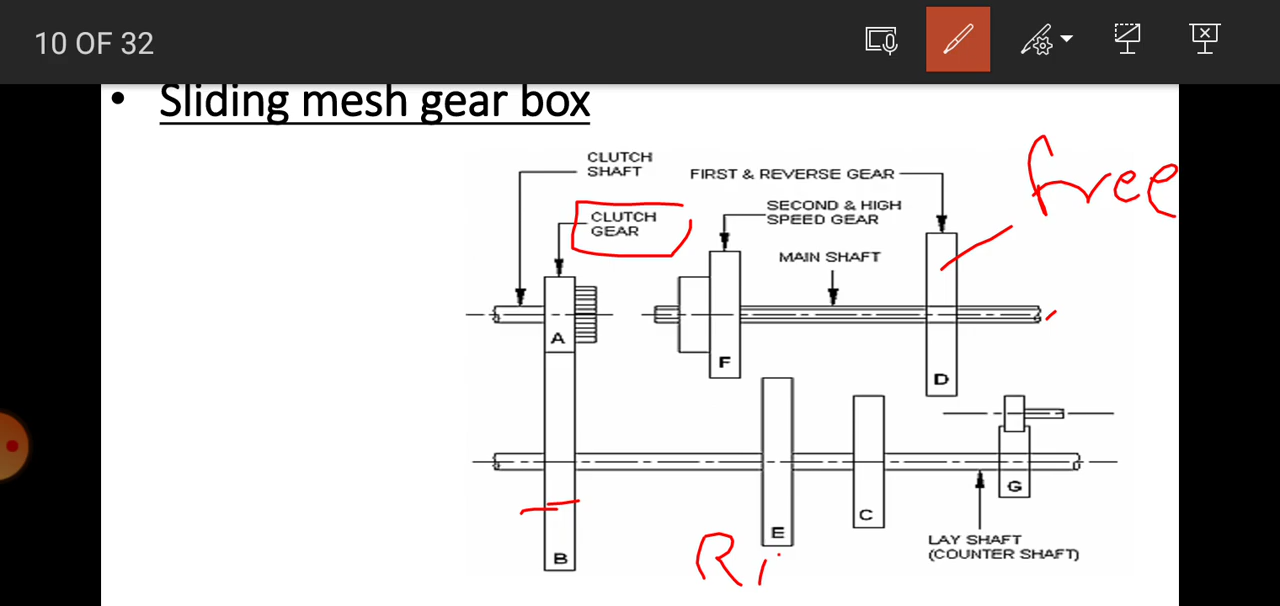 10 OF 32
• Sliding mesh gear box
CLUTCH
SHAFT
FIRST & REVERSE GEAR
free
CLUTCH
GEAR
SECOND & HIGH
SPEED GEAR
MAIN SHAFT
A
F
D
G
C
E
B
LAY SHAFT
(COUNTER SHAFT)
Ri